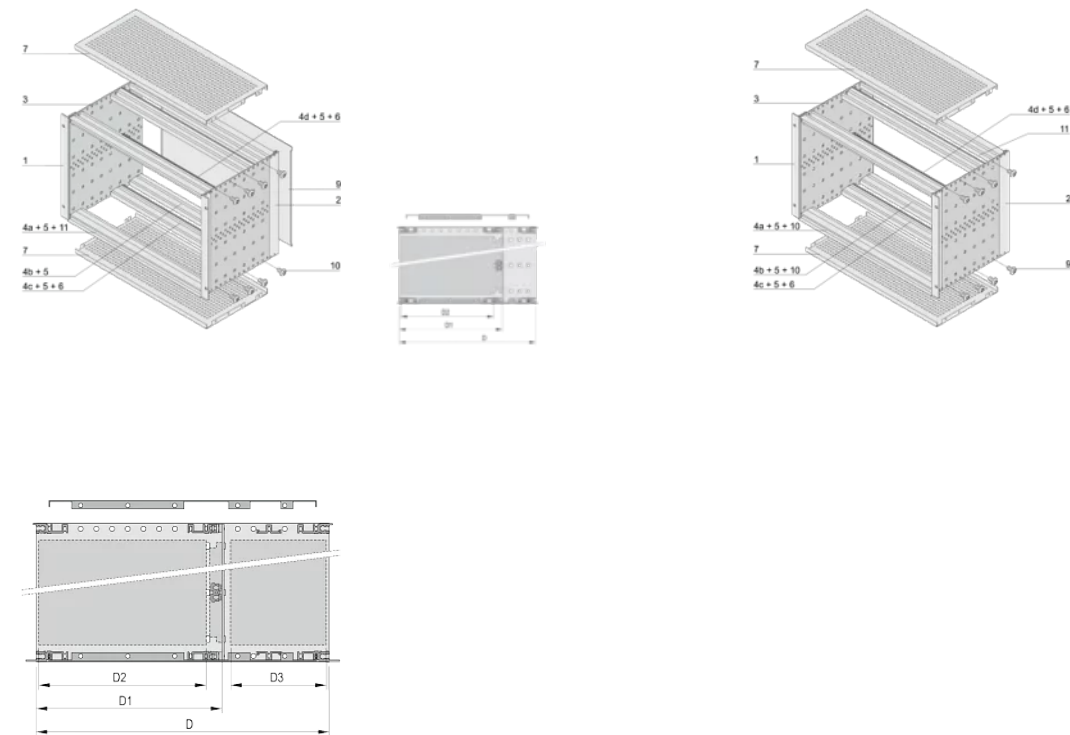 7
3
4d + 5 + 6
1
9
2
4a + 5 + 11
7
10
4b + 5
4c + 5 + 6
D2
D1
D
7
3
4d + 5 + 6
11
1
2
4a + 5 + 10
7
9
4b + 5 + 10
4c + 5 + 6
D2
D3
D1
D